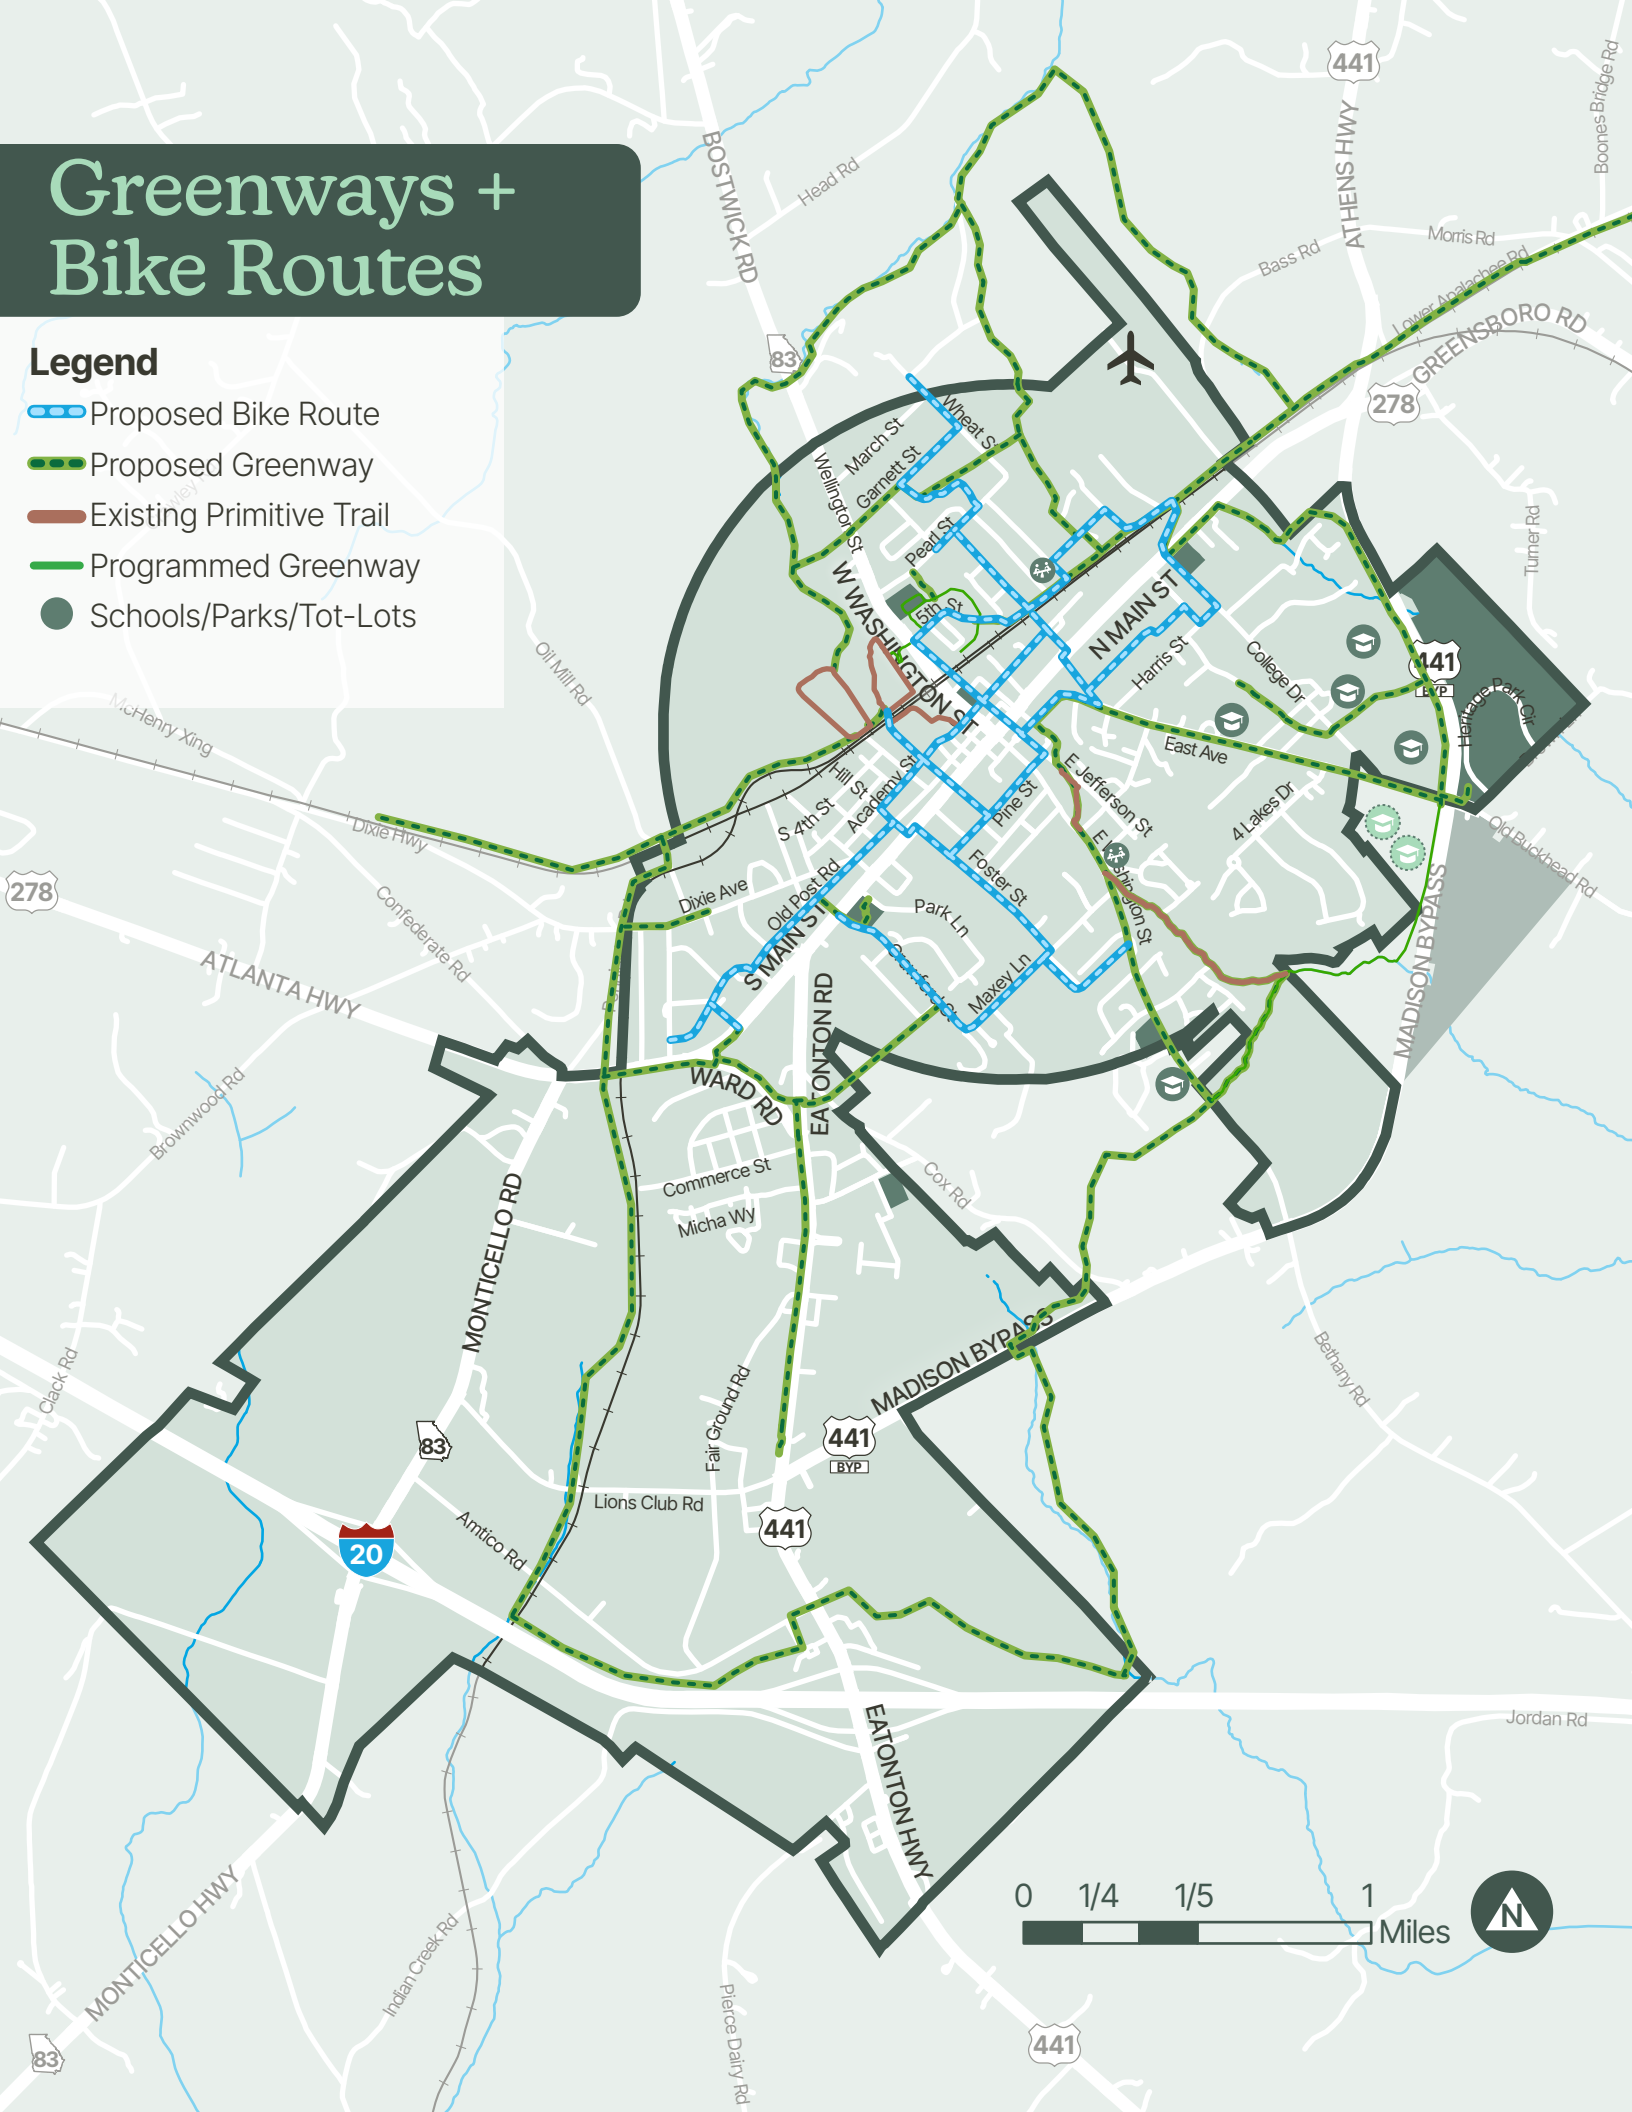 Greenways +
Bike Routes
Legend
Proposed Bike Route
Proposed Greenway
Existing Primitive Trail
Programmed Greenway
Schools/Parks/Tot-Lots
441
Boones Bridge Rd
ATHENS HWY
BOSTWICK RD
Head Rd
Morris Rd
Bass Rd
Lower Apalachee Rd
GREENSBORO RD
83
278
Wheat St
March St
Garnett St
Wellington St
Pearl St
Turner Rd
W WASHINGTON ST
5th St
N MAIN ST
Harris St
College Dr
441
BYP
Heritage Park Cir
Oil Mill Rd
McHenry Xing
East Ave
E Jefferson St
Hill St
Academy St
S 4th St
Pine St
4 Lakes Dr
Dixie Hwy
Old Buckhead Rd
278
Confederate Rd
Dixie Ave
Old Post Rd
S MAIN ST
Foster St
Park Ln
Maxey Ln
MADISON BYPASS
ATLANTA HWY
EATONTON RD
WARD RD
Brownwood Rd
Commerce St
Micha Wy
Cox Rd
MONTICELLO RD
MADISON BYPASS
Bethany Rd
Clack Rd
Fair Ground Rd
83
441
BYP
Lions Club Rd
441
Amtico Rd
20
Jordan Rd
EATONTON HWY
MONTICELLO HWY
Indian Creek Rd
Pierce Dairy Rd
83
441
0 1/4 1/5 1
Miles
N